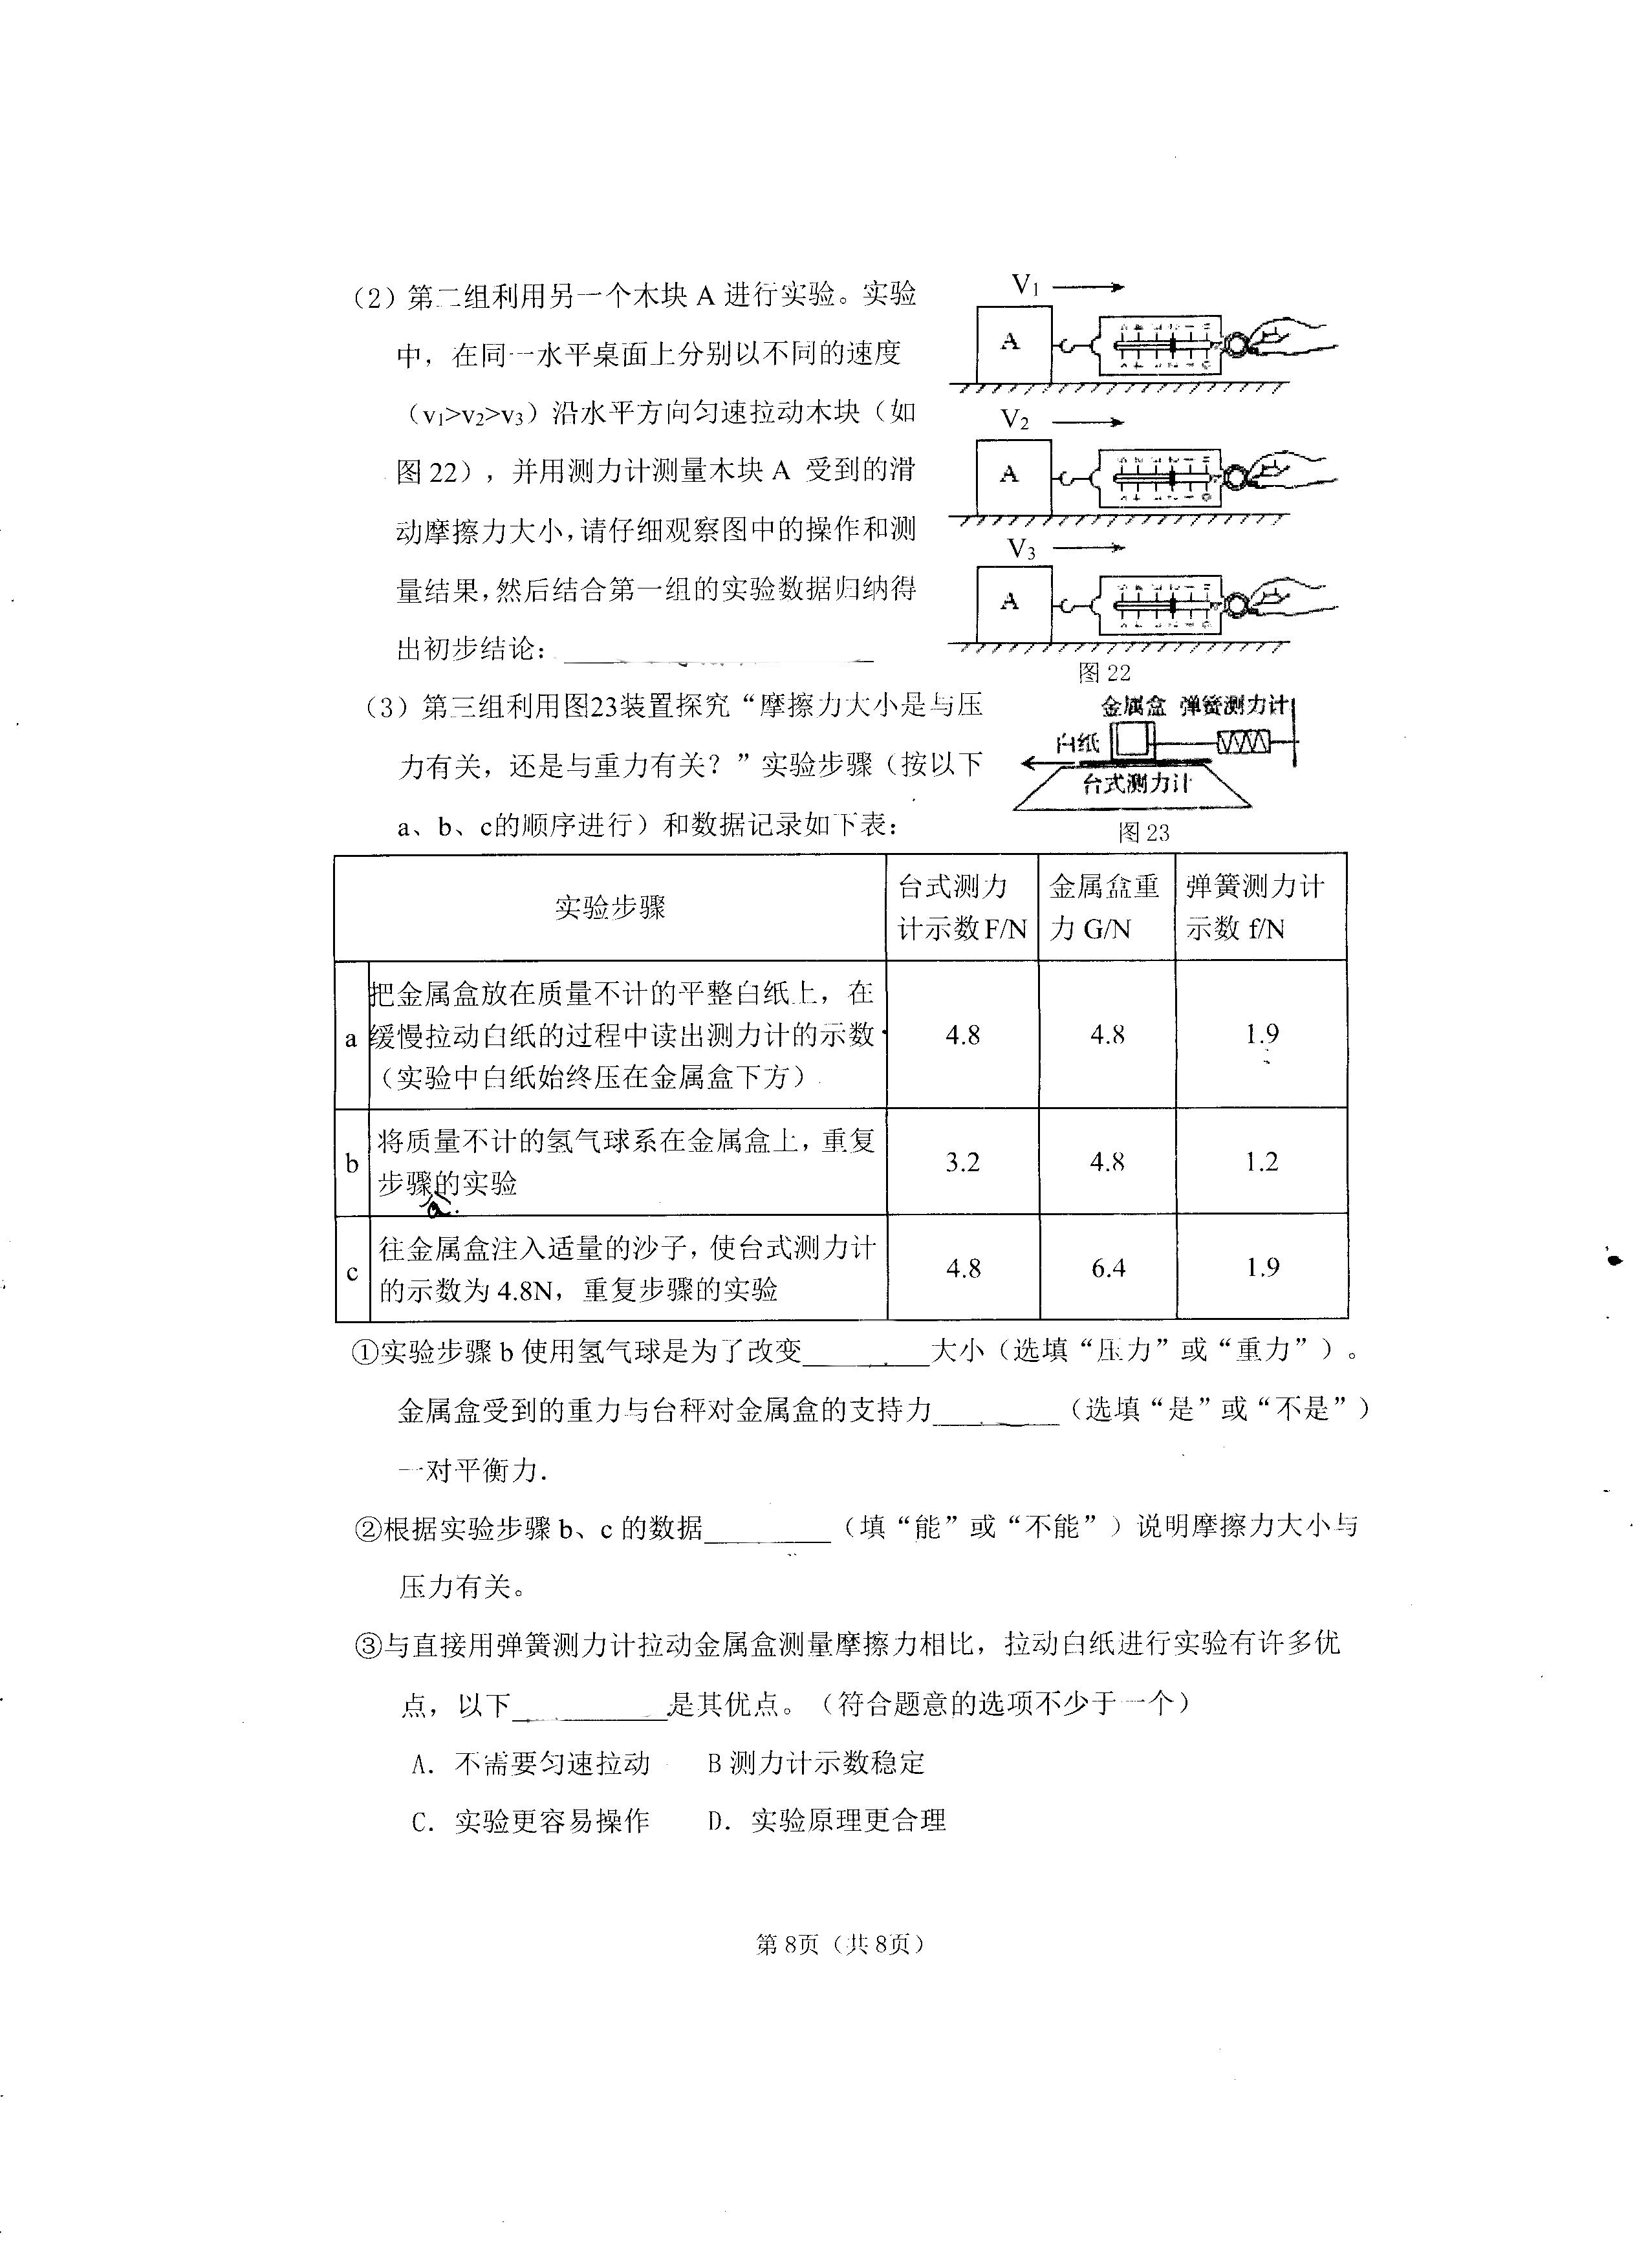 (2) 第二组利用另一个木块 A 进行实验。实验
中，在同一水平桌面上分别以不同的速度
（v₁>v₂>v₃）沿水平方向匀速拉动木块（如
图 22），并用测力计测量木块 A 受到的滑
动摩擦力大小，请仔细观察图中的操作和测
量结果，然后结合第一组的实验数据归纳得
出初步结论：
V₁
A
V₂
A
V₃
A
图 22
（3）第三组利用图23装置探究“摩擦力大小是与压
力有关，还是与重力有关？”实验步骤（按以下
a、b、c的顺序进行）和数据记录如下表：
金属盒 弹簧测力计
白纸
台式测力计
图 23
实验步骤
台式测力
计示数 F/N
金属盒重
力 G/N
弹簧测力计
示数 f/N
a
把金属盒放在质量不计的平整白纸上，在
缓慢拉动白纸的过程中读出测力计的示数
（实验中白纸始终压在金属盒下方）
4.8
4.8
1.9
b
将质量不计的氢气球系在金属盒上，重复
步骤的实验
a.
3.2
4.8
1.2
c
往金属盒注入适量的沙子，使台式测力计
的示数为 4.8N，重复步骤的实验
4.8
6.4
1.9
①实验步骤 b 使用氢气球是为了改变________大小（选填“压力”或“重力”）。
金属盒受到的重力与台秤对金属盒的支持力________（选填“是”或“不是”）
一对平衡力.
②根据实验步骤 b、c 的数据________（填“能”或“不能”）说明摩擦力大小与
压力有关。
③与直接用弹簧测力计拉动金属盒测量摩擦力相比，拉动白纸进行实验有许多优
点，以下________是其优点。（符合题意的选项不少于一个）
A. 不需要匀速拉动 B 测力计示数稳定
C. 实验更容易操作 D. 实验原理更合理
第 8页（共 8页）